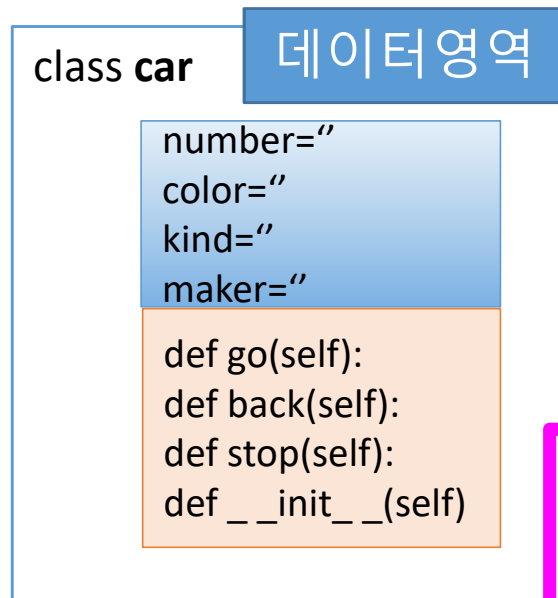 class car
데이터영역
number=‘’
color=‘’
kind=‘’
maker=‘’
def go(self):
def back(self):
def stop(self):
def _ _init_ _(self)